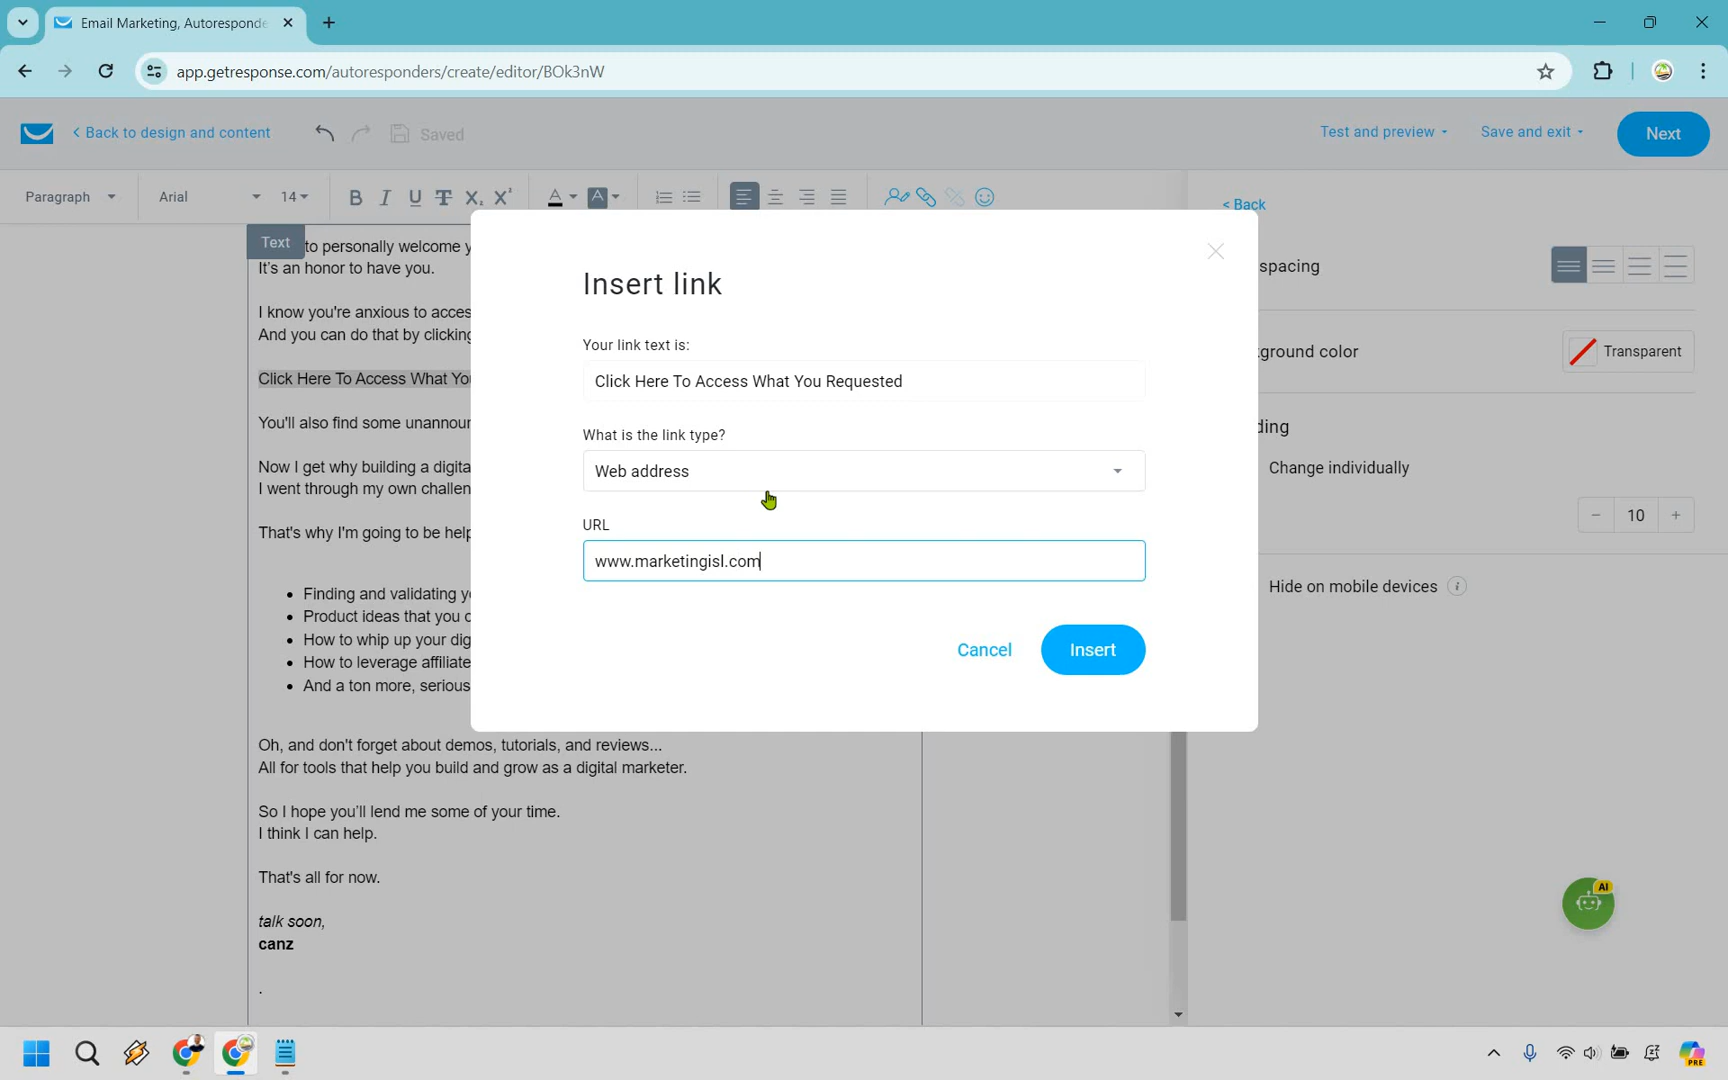 Email Marketing, Autoresponde
app.getresponse.com/autoresponders/create/editor/BOk3nW
< Back to design and content
Saved
Test and preview
Save and exit
Next
Paragraph
Arial
14
B I U T X X
A A
< Back
Text
to personally welcome y
It's an honor to have you.
I know you're anxious to acces
And you can do that by clicking
Click Here To Access What You
You'll also find some unannoun
Now I get why building a digita
I went through my own challen
That's why I'm going to be help
Finding and validating yo
Product ideas that you c
How to whip up your dig
How to leverage affiliate
And a ton more, serious
Oh, and don't forget about demos, tutorials, and reviews...
All for tools that help you build and grow as a digital marketer.
So I hope you'll lend me some of your time.
I think I can help.
That's all for now.
talk soon,
canz
.
Insert link
Your link text is:
Click Here To Access What You Requested
What is the link type?
Web address
URL
www.marketingisl.com
Cancel
Insert
spacing
ground color
Transparent
ding
Change individually
− 10 +
Hide on mobile devices i
AI
PRE